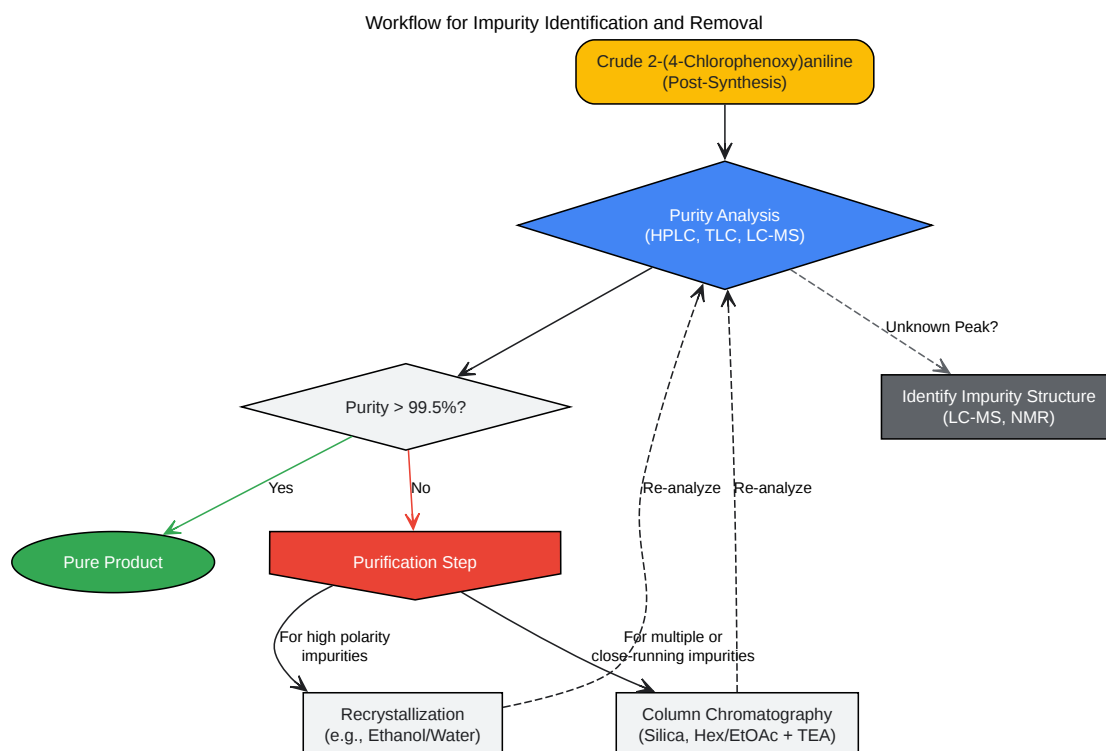 Workflow for Impurity Identification and Removal
Crude 2-(4-Chlorophenoxy)aniline
(Post-Synthesis)
Purity Analysis
(HPLC, TLC, LC-MS)
Unknown Peak?
Identify Impurity Structure
(LC-MS, NMR)
Purity > 99.5%?
Yes
No
Re-analyze
Re-analyze
Pure Product
Purification Step
For high polarity
impurities
For multiple or
close-running impurities
Recrystallization
(e.g., Ethanol/Water)
Column Chromatography
(Silica, Hex/EtOAc + TEA)